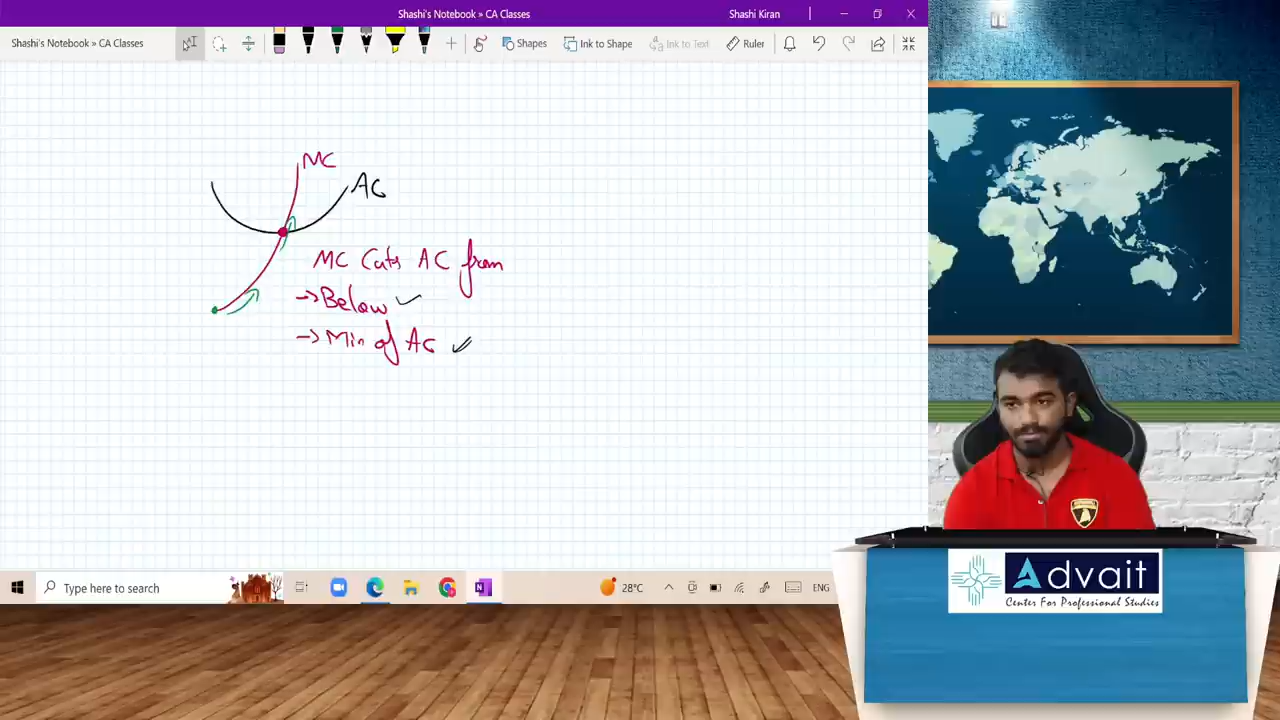 Shashi's Notebook » CA Classes
Shashi Kiran
Shashi's Notebook » CA Classes
Shapes
Ink to Shape
Ink to Text
Ruler
MC
AC
MC Cuts AC from
→Below ✓
→Min of AC
Type here to search
28°C
ENG
Advait
Center For Professional Studies